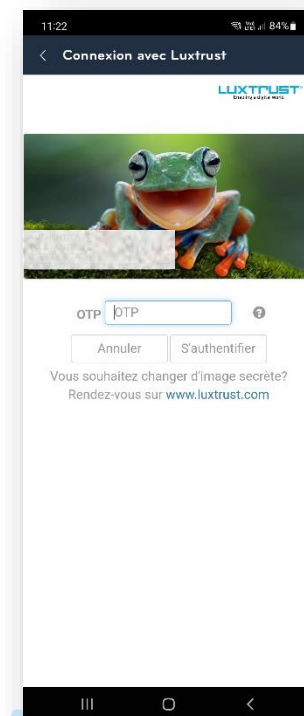 11:22 84%
Connexion avec Luxtrust
LUXTRUST
OTP OTP
Annuler S'authentifier
Vous souhaitez changer d'image secrète?
Rendez-vous sur www.luxtrust.com